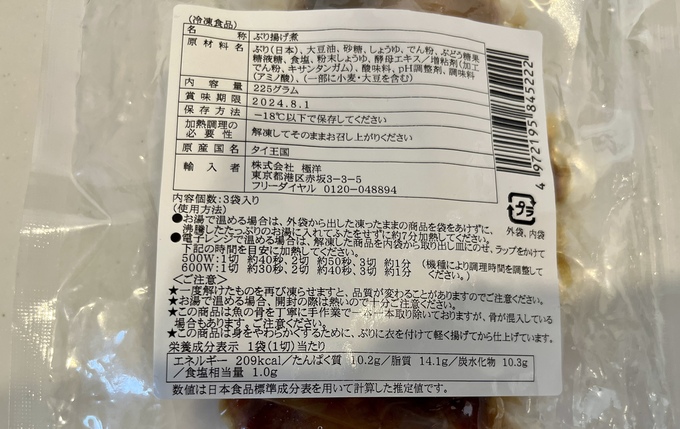 (冷凍食品)
名 称 ぶり揚げ煮
原材料名 ぶり(日本)、大豆油、砂糖、しょうゆ、でん粉、ぶどう糖果
糖液糖、食塩、粉末しょうゆ、酵母エキス/増粘剤(加工
でん粉、キサンタンガム)、酸味料、pH調整剤、調味料
(アミノ酸)、(一部に小麦・大豆を含む)
内容量 225グラム
賞味期限 2024.8.1
保存方法 -18℃以下で保存してください
加熱調理の必要性 解凍してそのままお召し上がりください
原産国名 タイ王国
輸入者 株式会社 極洋
東京都港区赤坂3-3-5
フリーダイヤル 0120-048894
4 972195 845222
プラ
外袋、内袋
内容個数:3袋入り
(使用方法)
●お湯で温める場合は、外袋から出した凍ったままの商品を袋をあけずに、
沸騰したたっぷりのお湯に入れてふたをせずに約7分加熱してください。
●電子レンジで温める場合は、解凍した商品を内袋から取り出し皿にのせ、ラップをかけて
下記の時間を目安に加熱してください。
500W:1切 約40秒、2切 約50秒、3切 約1分 (機種により調理時間を調整して
600W:1切 約30秒、2切 約40秒、3切 約1分 ください。)
<ご注意>
★一度解けたものを再び凍らせますと、品質が変わることがありますのでご注意ください。
★お湯で温める場合、開封の際は熱いので十分ご注意ください。
★この商品は魚の骨を丁寧に手作業で一本一本取り除いておりますが、骨が混入している
場合もあります。ご注意ください。
★この商品は身をやわらかくするために、ぶりに衣を付けて軽く揚げてから仕上げています。
栄養成分表示 1袋(1切)当たり
エネルギー 209kcal/たんぱく質 10.2g/脂質 14.1g/炭水化物 10.3g
/食塩相当量 1.0g
数値は日本食品標準成分表を用いて計算した推定値です。